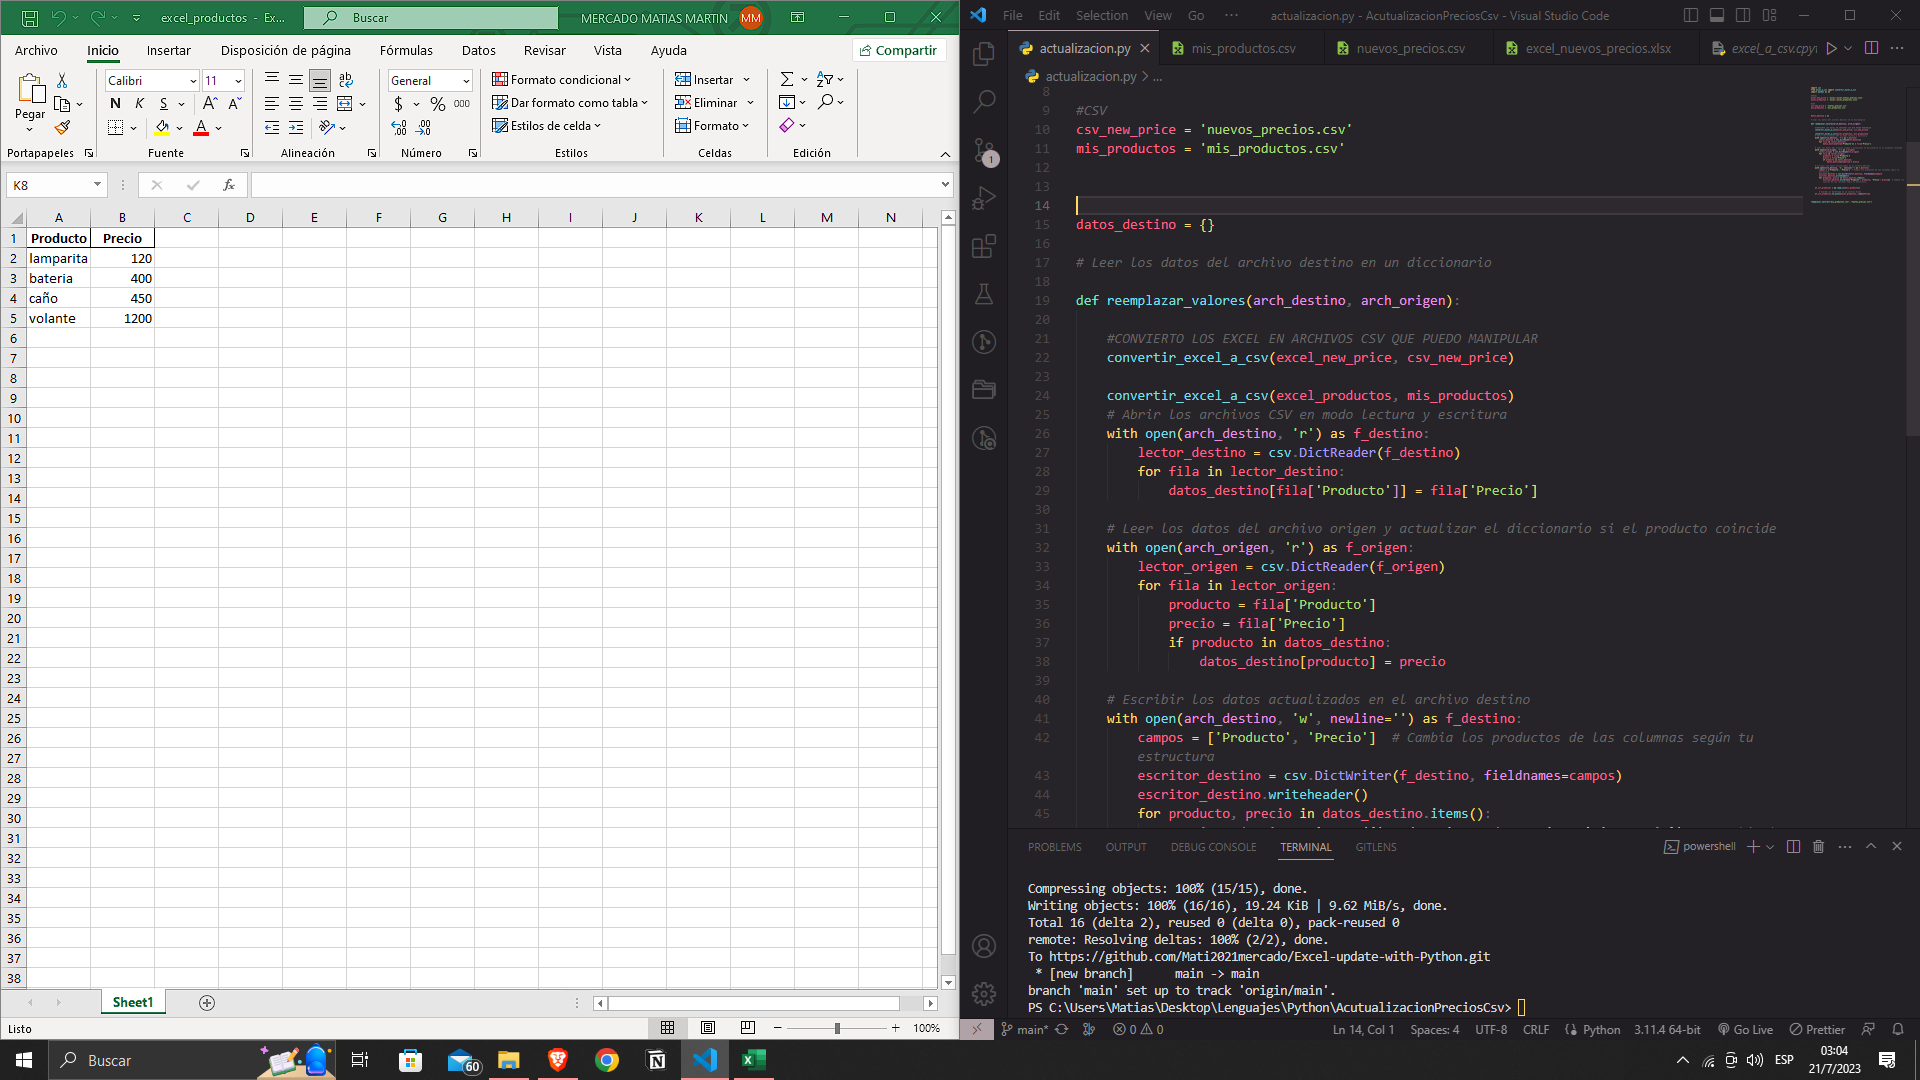 excel_productos - Ex...
Buscar
MERCADO MATIAS MARTIN
MM
Archivo
Inicio
Insertar
Disposición de página
Fórmulas
Datos
Revisar
Vista
Ayuda
Compartir
Pegar
Calibri
11
N K S
General
$ % 000
Formato condicional
Dar formato como tabla
Estilos de celda
Insertar
Eliminar
Formato
Portapapeles
Fuente
Alineación
Número
Estilos
Celdas
Edición
K8
fx
A B C D E F G H I J K L M N
1 Producto Precio
2 lamparita 120
3 bateria 400
4 caño 450
5 volante 1200
6
7
8
9
10
11
12
13
14
15
16
17
18
19
20
21
22
23
24
25
26
27
28
29
30
31
32
33
34
35
36
37
38
Sheet1
Listo
100%
File Edit Selection View Go ...
actualizacion.py - AcutualizacionPreciosCsv - Visual Studio Code
actualizacion.py
mis_productos.csv
nuevos_precios.csv
excel_nuevos_precios.xlsx
excel_a_csv.cpy
actualizacion.py > ...
8
9 #CSV
10 csv_new_price = 'nuevos_precios.csv'
11 mis_productos = 'mis_productos.csv'
12
13
14
15 datos_destino = {}
16
17 # Leer los datos del archivo destino en un diccionario
18
19 def reemplazar_valores(arch_destino, arch_origen):
20
21 #CONVIERTO LOS EXCEL EN ARCHIVOS CSV QUE PUEDO MANIPULAR
22 convertir_excel_a_csv(excel_new_price, csv_new_price)
23
24 convertir_excel_a_csv(excel_productos, mis_productos)
25 # Abrir los archivos CSV en modo lectura y escritura
26 with open(arch_destino, 'r') as f_destino:
27 lector_destino = csv.DictReader(f_destino)
28 for fila in lector_destino:
29 datos_destino[fila['Producto']] = fila['Precio']
30
31 # Leer los datos del archivo origen y actualizar el diccionario si el producto coincide
32 with open(arch_origen, 'r') as f_origen:
33 lector_origen = csv.DictReader(f_origen)
34 for fila in lector_origen:
35 producto = fila['Producto']
36 precio = fila['Precio']
37 if producto in datos_destino:
38 datos_destino[producto] = precio
39
40 # Escribir los datos actualizados en el archivo destino
41 with open(arch_destino, 'w', newline='') as f_destino:
42 campos = ['Producto', 'Precio'] # Cambia los productos de las columnas según tu
estructura
43 escritor_destino = csv.DictWriter(f_destino, fieldnames=campos)
44 escritor_destino.writeheader()
45 for producto, precio in datos_destino.items():
1
PROBLEMS OUTPUT DEBUG CONSOLE TERMINAL GITLENS
powershell
Compressing objects: 100% (15/15), done.
Writing objects: 100% (16/16), 19.24 KiB | 9.62 MiB/s, done.
Total 16 (delta 2), reused 0 (delta 0), pack-reused 0
remote: Resolving deltas: 100% (2/2), done.
To https://github.com/Mati2021mercado/Excel-update-with-Python.git
* [new branch] main -> main
branch 'main' set up to track 'origin/main'.
PS C:\Users\Matias\Desktop\Lenguajes\Python\AcutualizacionPreciosCsv>
main* 0 0
Ln 14, Col 1 Spaces: 4 UTF-8 CRLF Python 3.11.4 64-bit Go Live Prettier
Buscar
60
ESP
03:04
21/7/2023